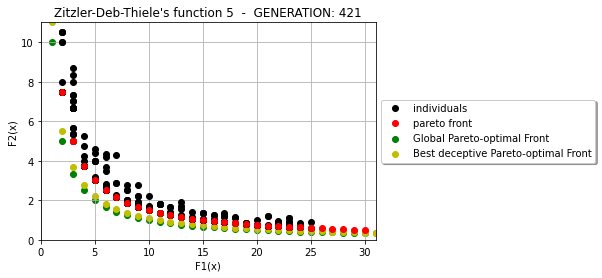 Zitzler-Deb-Thiele's function 5 - GENERATION: 421
F2(x)
10
8
6
4
2
0
0 5 10 15 20 25 30
F1(x)
individuals
pareto front
Global Pareto-optimal Front
Best deceptive Pareto-optimal Front